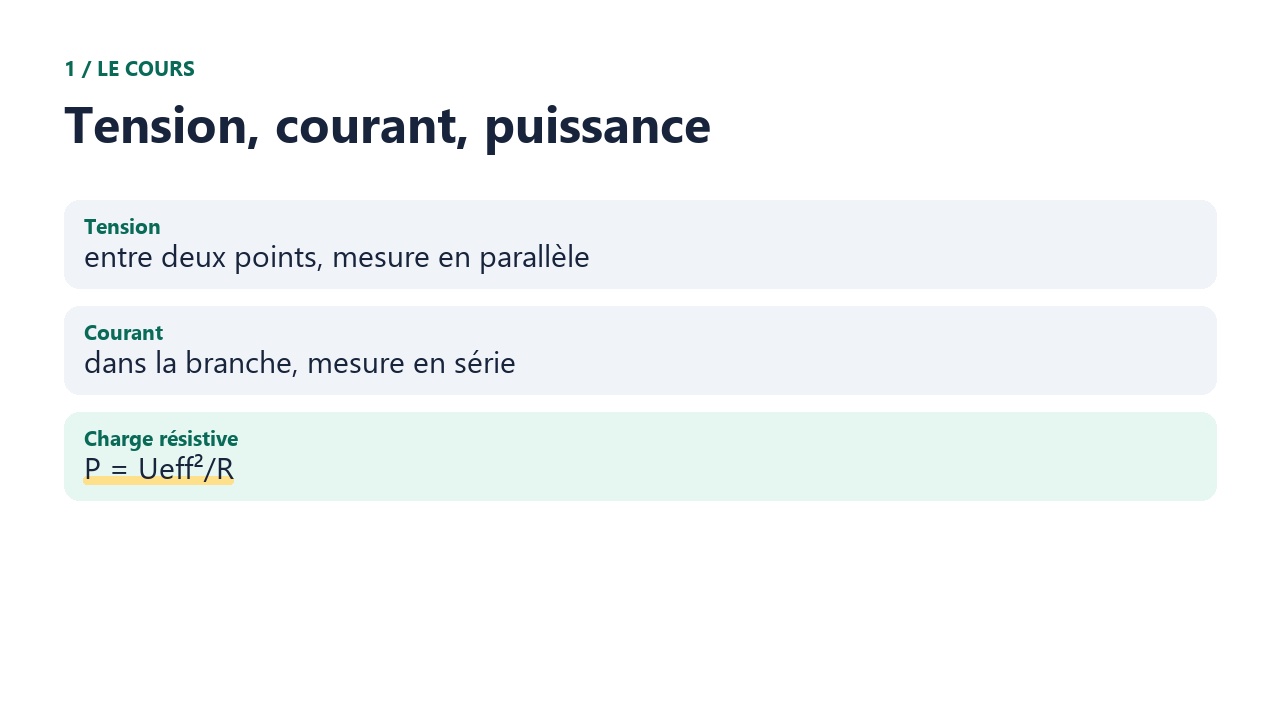 1 / LE COURS
Tension, courant, puissance
Tension
entre deux points, mesure en parallèle
Courant
dans la branche, mesure en série
Charge résistive
P = Ueff²/R